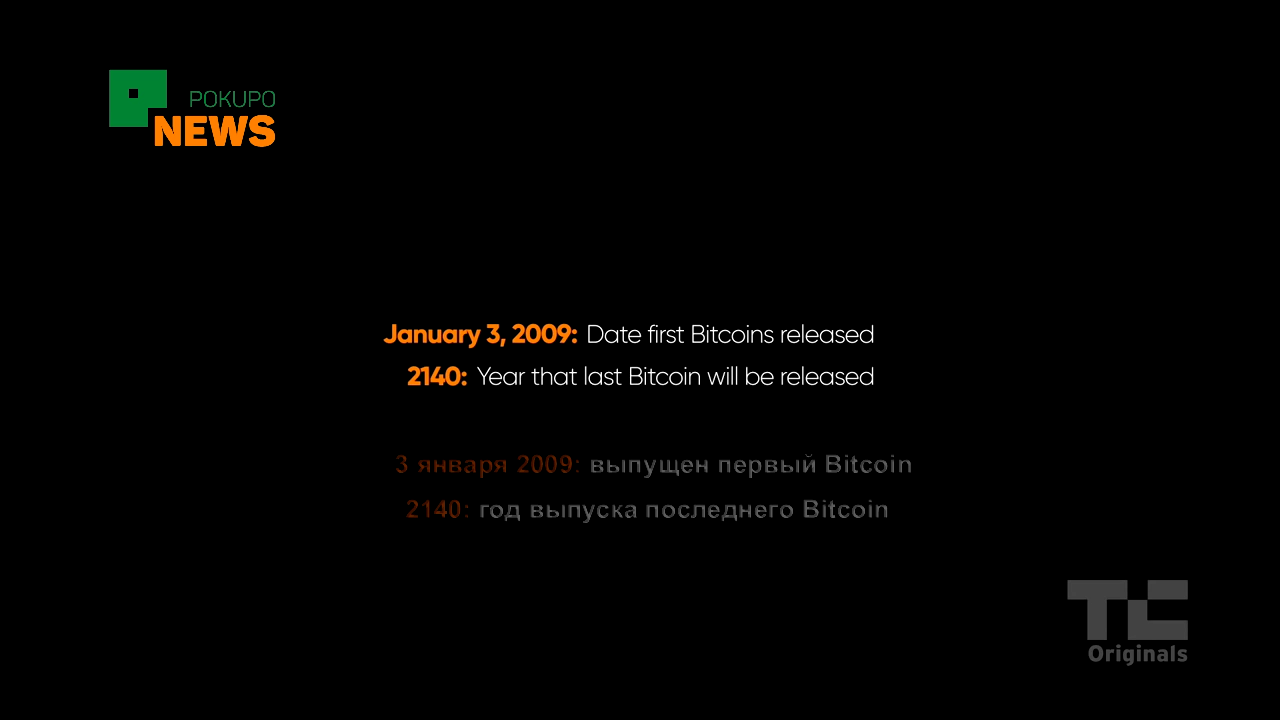 POKUPO
NEWS
January 3, 2009: Date first Bitcoins released
2140: Year that last Bitcoin will be released
3 января 2009: выпущен первый Bitcoin
2140: год выпуска последнего Bitcoin
TC
Originals